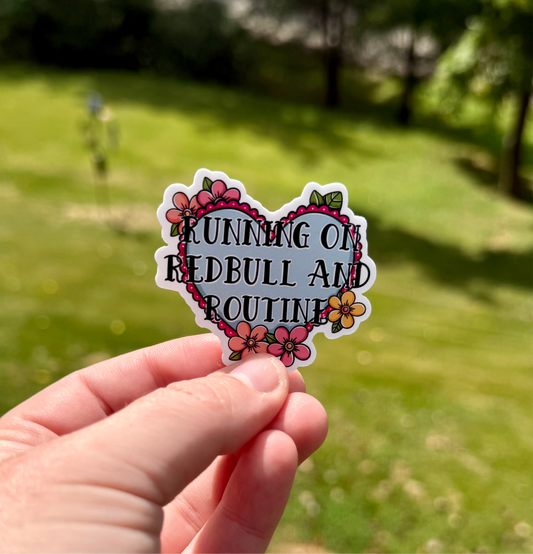 RUNNING ON
REDBULL AND
ROUTINE